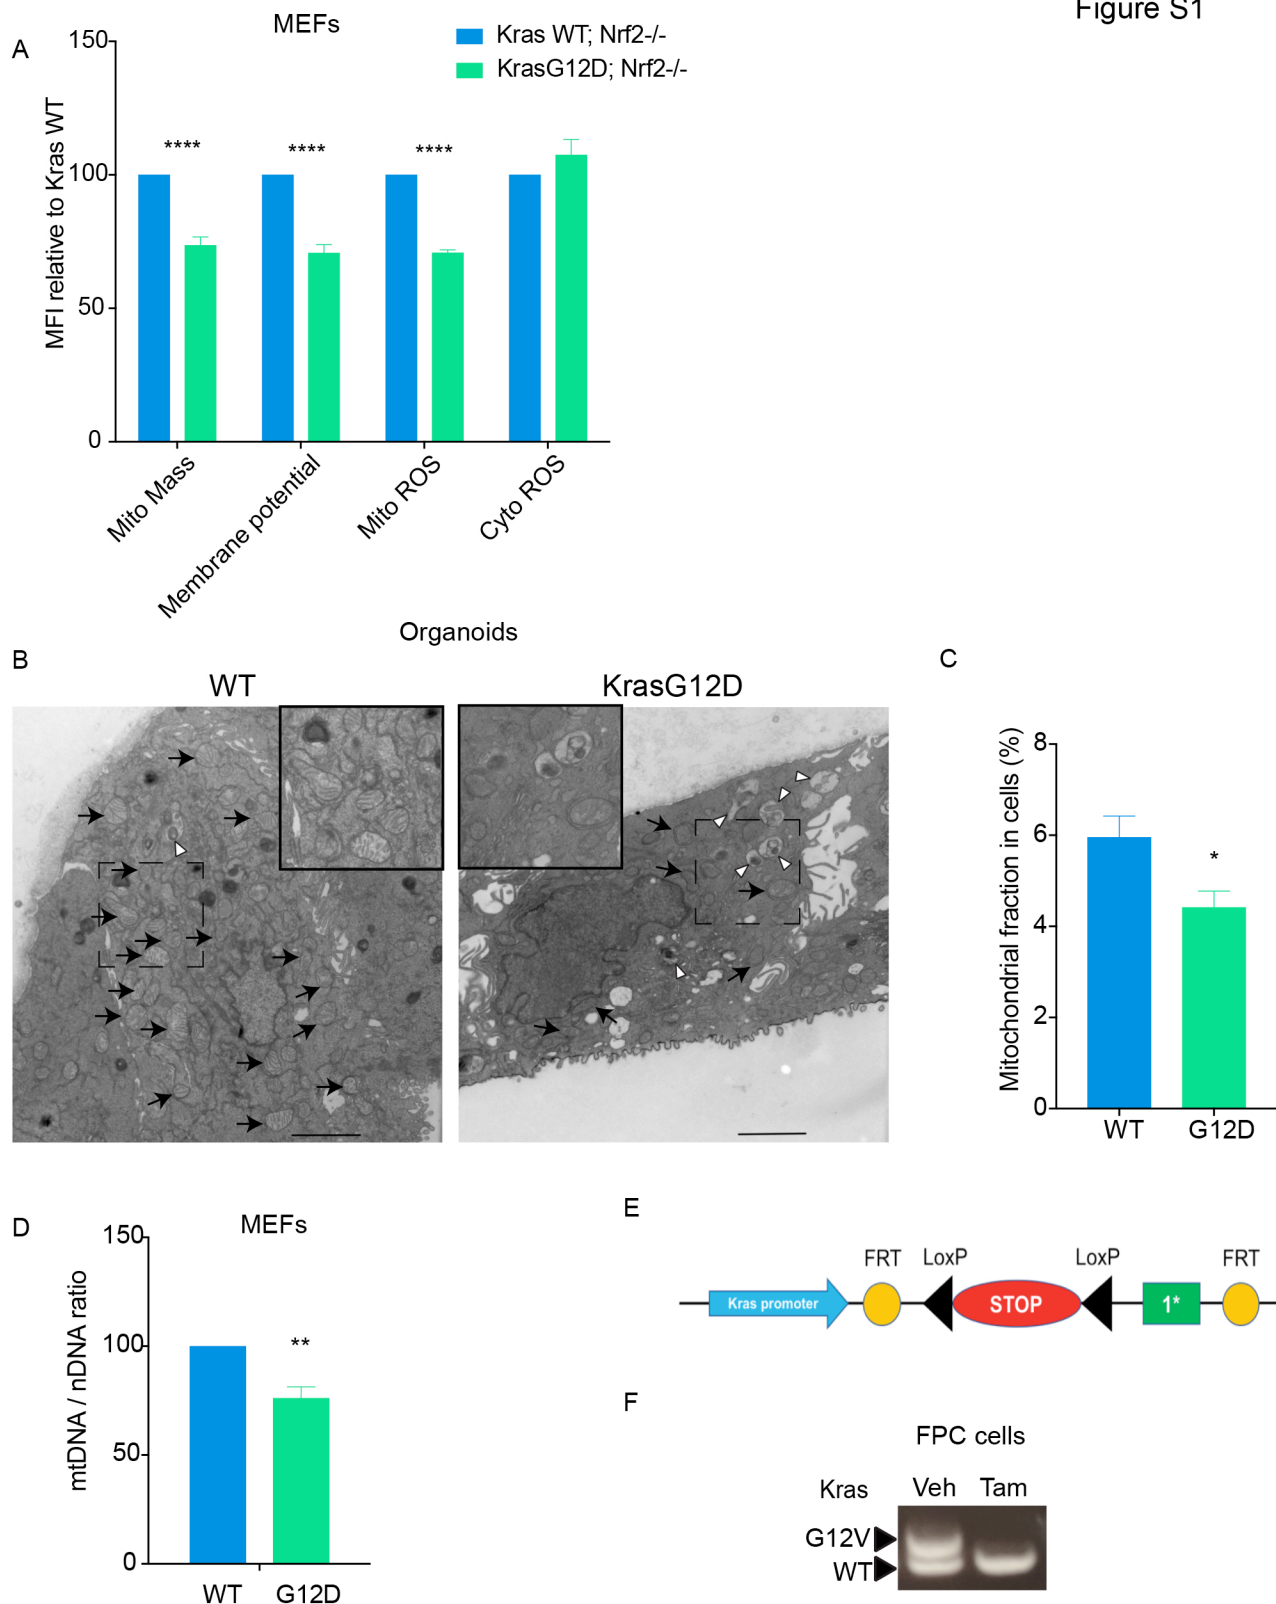 Figure S1
A
MEFs
Kras WT; Nrf2-/-
KrasG12D; Nrf2-/-
MFI relative to Kras WT
150
100
50
0
****
****
****
Mito Mass
Membrane potential
Mito ROS
Cyto ROS
Organoids
B
WT
KrasG12D
C
Mitochondrial fraction in cells (%)
8
6
4
2
0
*
WT
G12D
D
MEFs
mtDNA / nDNA ratio
150
100
50
0
**
WT
G12D
E
FRT
LoxP
LoxP
FRT
Kras promoter
STOP
1*
F
FPC cells
Kras
Veh
Tam
G12V
WT